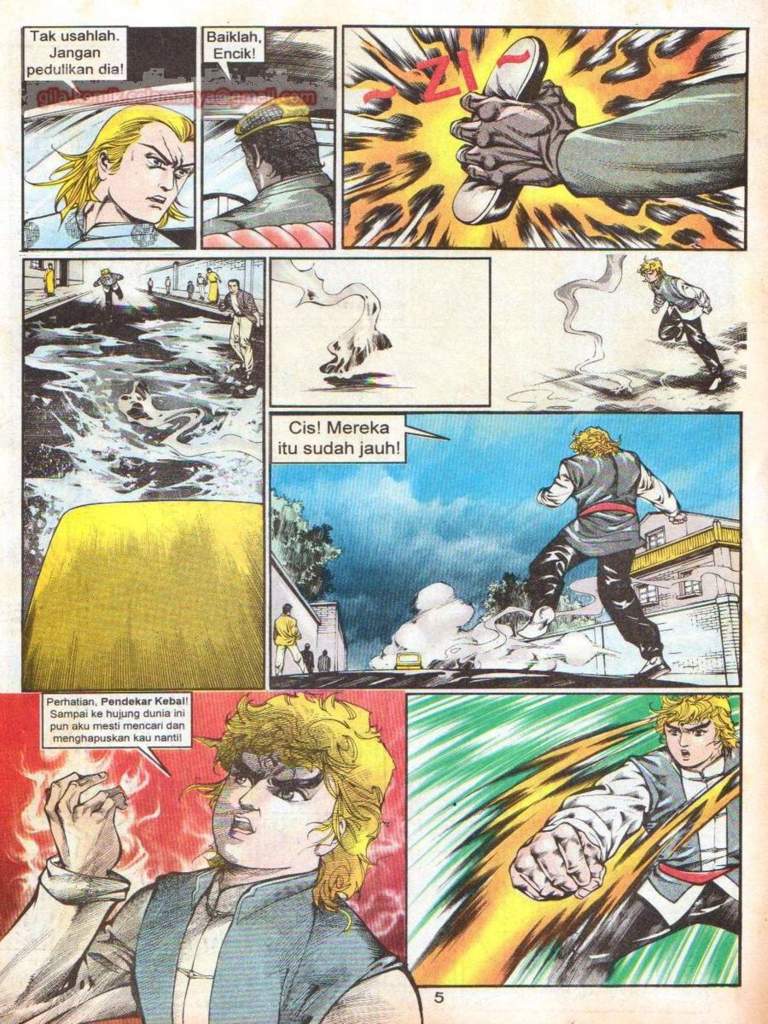 Tak usahlah.
Jangan
pedulikan dia!
Baiklah,
Encik!
~ ZI ~
Cis! Mereka
itu sudah jauh!
Perhatian, Pendekar Kebal!
Sampai ke hujung dunia ini
pun aku mesti mencari dan
menghapuskan kau nanti!
5